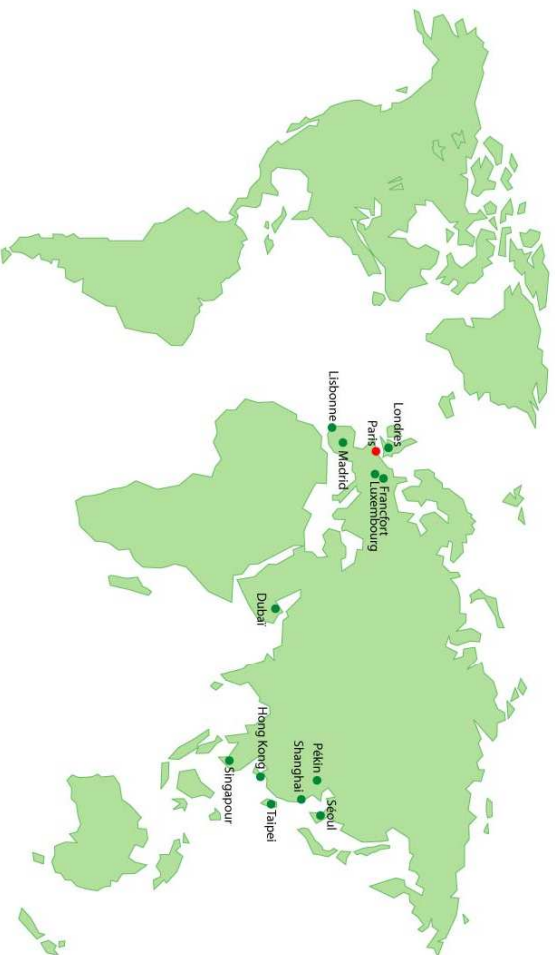 Londres
Paris
Francfort
Luxembourg
Lisbonne
Madrid
Dubaï
Pékin
Séoul
Shanghai
Taipei
Hong Kong
Singapour